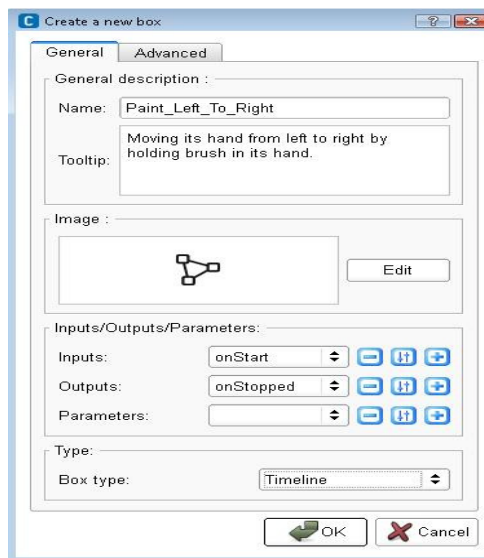 C Create a new box ?
General Advanced
General description :
Name: Paint_Left_To_Right
Tooltip: Moving its hand from left to right by
holding brush in its hand.
Image :
Edit
Inputs/Outputs/Parameters:
Inputs: onStart
Outputs: onStopped
Parameters:
Type:
Box type: Timeline
OK Cancel